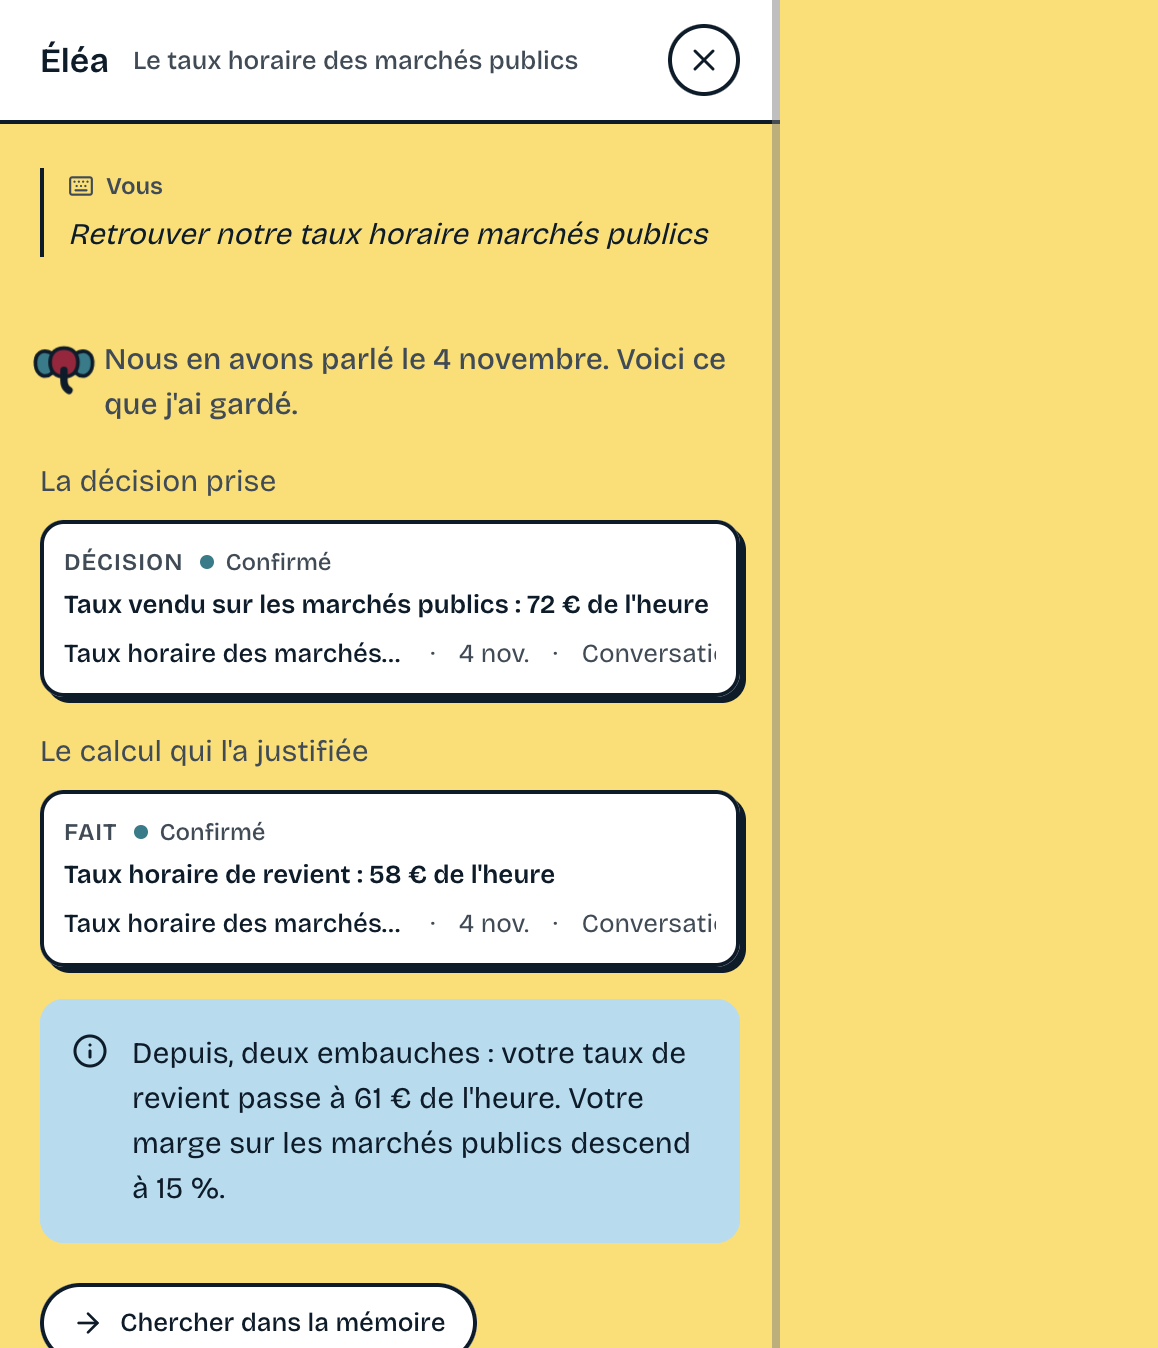 Éléa Le taux horaire des marchés publics
Vous
Retrouver notre taux horaire marchés publics
Nous en avons parlé le 4 novembre. Voici ce
que j'ai gardé.
La décision prise
DÉCISION Confirmé
Taux vendu sur les marchés publics : 72 € de l'heure
Taux horaire des marchés... · 4 nov. · Conversati
Le calcul qui l'a justifiée
FAIT Confirmé
Taux horaire de revient : 58 € de l'heure
Taux horaire des marchés... · 4 nov. · Conversati
Depuis, deux embauches : votre taux de
revient passe à 61 € de l'heure. Votre
marge sur les marchés publics descend
à 15 %.
Chercher dans la mémoire